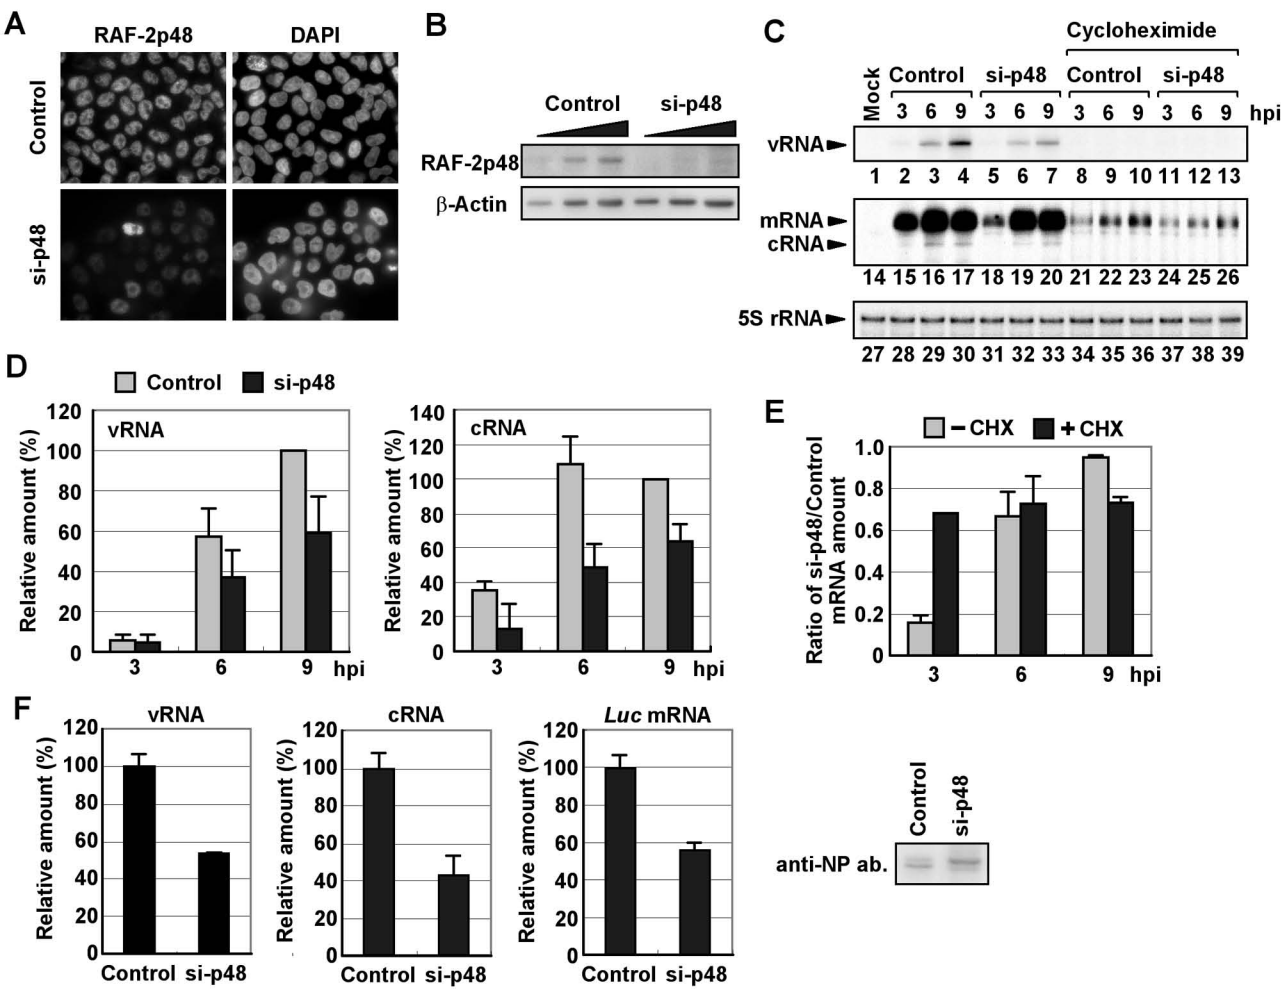 A
RAF-2p48 DAPI
Control
si-p48
B
Control si-p48
RAF-2p48
β-Actin
C
Cycloheximide
Mock Control si-p48 Control si-p48
3 6 9 3 6 9 3 6 9 3 6 9 hpi
vRNA
1 2 3 4 5 6 7 8 9 10 11 12 13
mRNA
cRNA
14 15 16 17 18 19 20 21 22 23 24 25 26
5S rRNA
27 28 29 30 31 32 33 34 35 36 37 38 39
D
Control si-p48
vRNA
Relative amount (%)
120
100
80
60
40
20
0
3 6 9 hpi
cRNA
Relative amount (%)
140
120
100
80
60
40
20
0
3 6 9 hpi
E
– CHX + CHX
Ratio of si-p48/Control
mRNA amount
1.0
0.8
0.6
0.4
0.2
0
3 6 9 hpi
F
vRNA
Relative amount (%)
120
100
80
60
40
20
0
Control si-p48
cRNA
Relative amount (%)
120
100
80
60
40
20
0
Control si-p48
Luc mRNA
Relative amount (%)
120
100
80
60
40
20
0
Control si-p48
Control
si-p48
anti-NP ab.